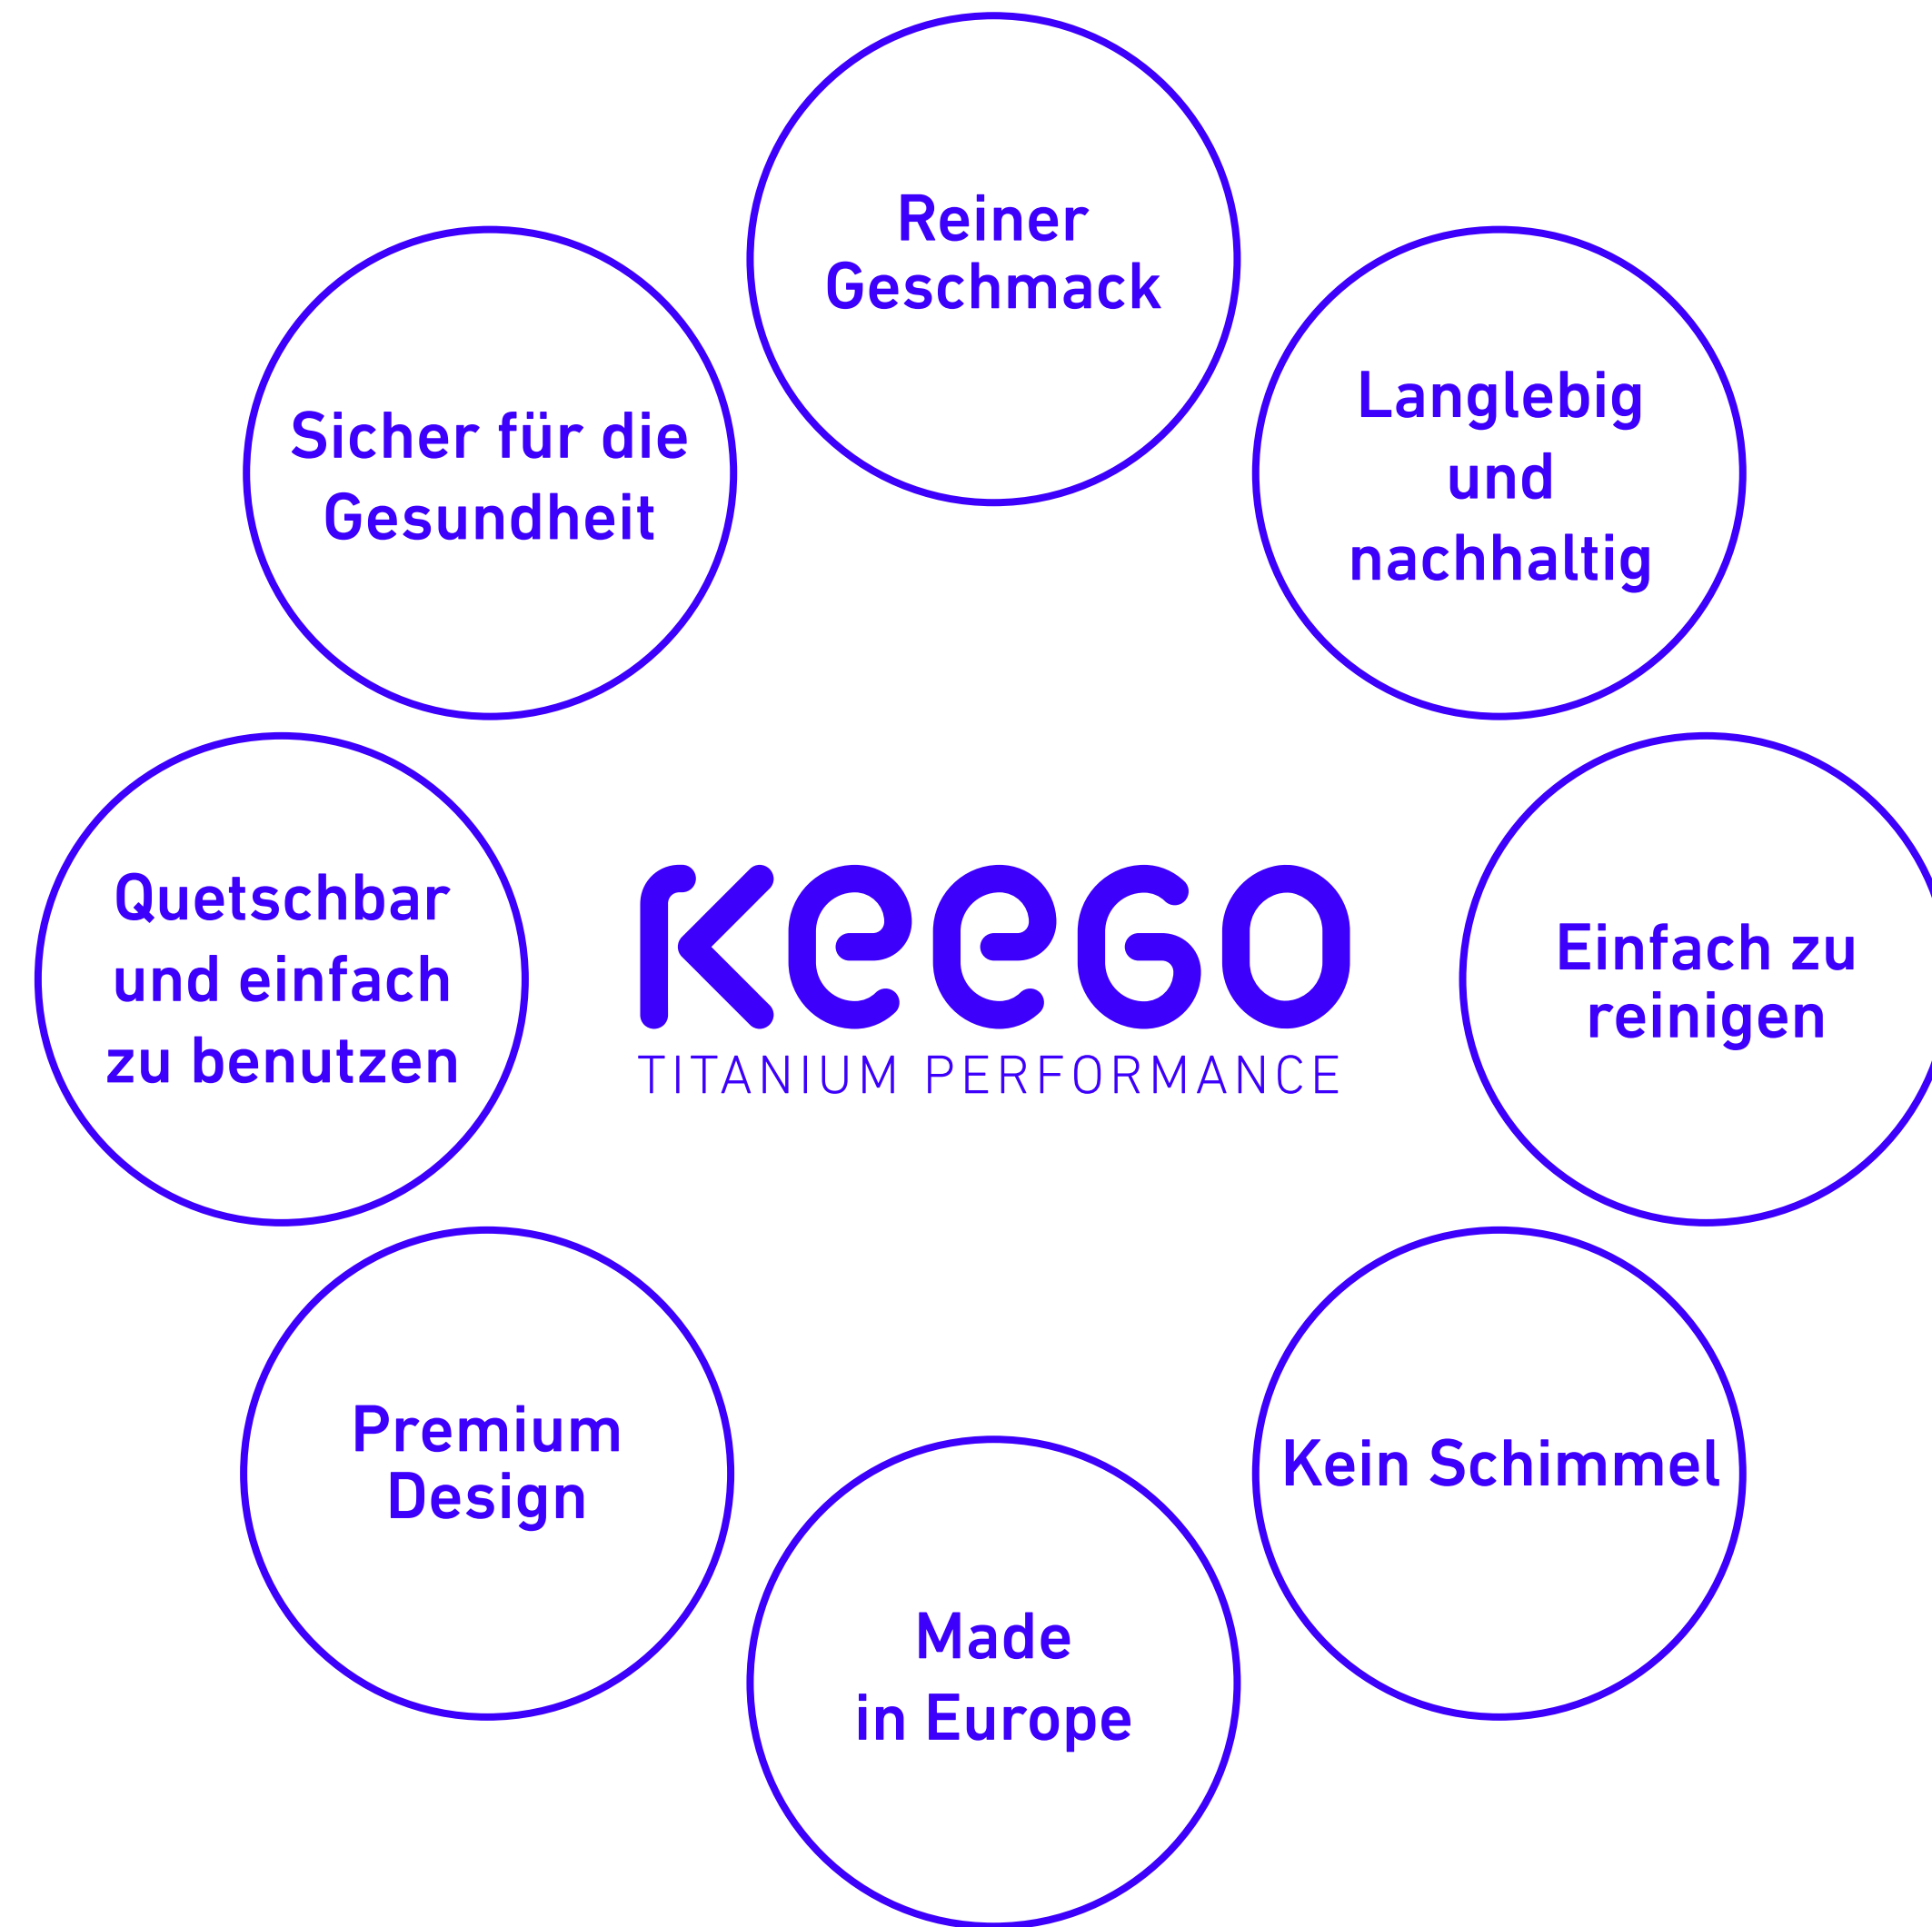 Reiner
Geschmack
Langlebig
und
nachhaltig
Sicher für die
Gesundheit
Quetschbar
und einfach
zu benutzen
KEEGO
TITANIUM PERFORMANCE
Einfach zu
reinigen
Premium
Design
Kein Schimmel
Made
in Europe